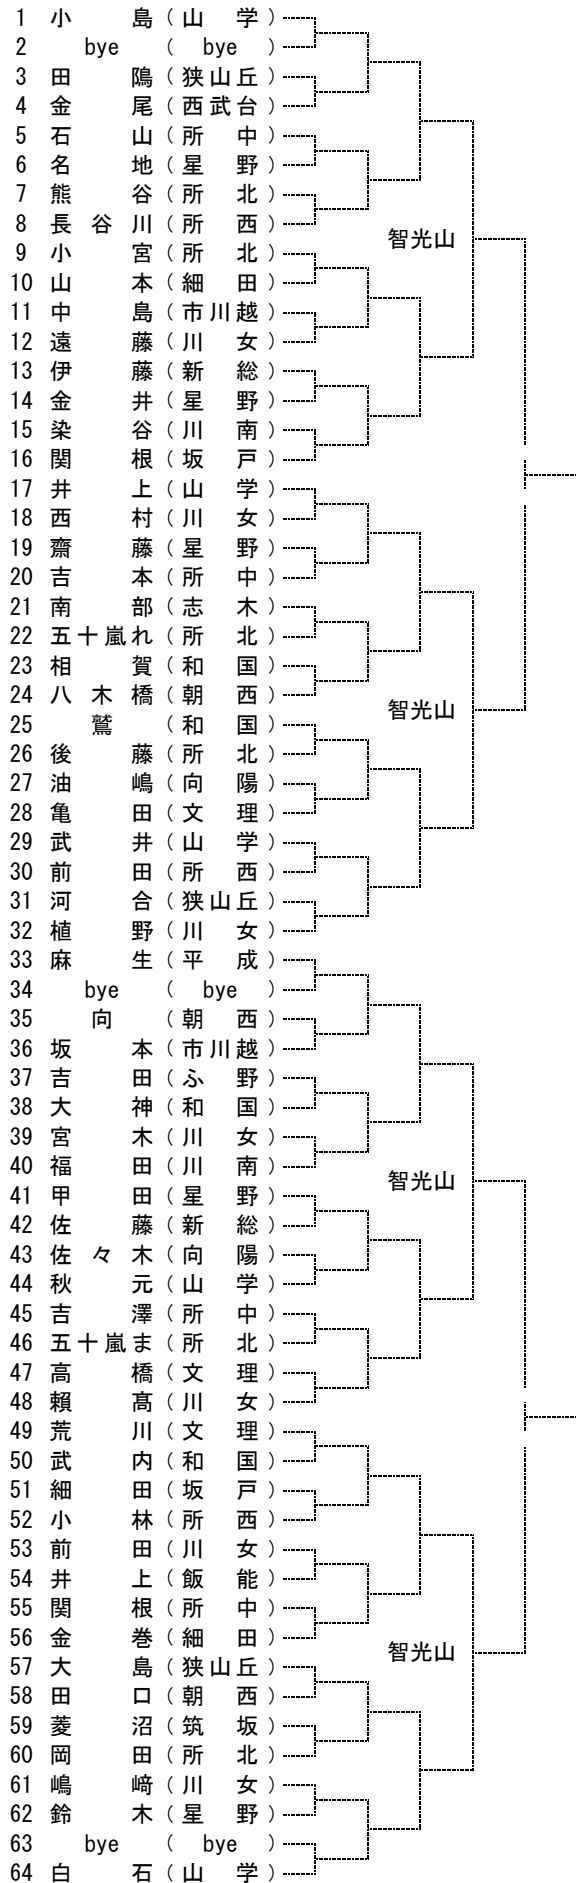 1 小島（山学）
2 bye （ bye ）
3 田鴎（狭山丘）
4 金尾（西武台）
5 石山（所中）
6 名地（星野）
7 熊谷（所北）
8 長谷川（所西）
智光山
9 小宮（所北）
10 山本（細田）
11 中島（市川越）
12 遠藤（川女）
13 伊藤（新総）
14 金井（星野）
15 染谷（川南）
16 関根（坂戸）
17 井上（山学）
18 西村（川女）
19 齋藤（星野）
20 吉本（所中）
21 南部（志木）
22 五十嵐れ（所北）
23 相賀（和国）
24 八木橋（朝西）
智光山
25 鷲（和国）
26 後藤（所北）
27 油嶋（向陽）
28 亀田（文理）
29 武井（山学）
30 前田（所西）
31 河合（狭山丘）
32 植野（川女）
33 麻生（平成）
34 bye （ bye ）
35 向（朝西）
36 坂本（市川越）
37 吉田（ふ野）
38 大神（和国）
39 宮木（川女）
40 福田（川南）
智光山
41 甲田（星野）
42 佐藤（新総）
43 佐々木（向陽）
44 秋元（山学）
45 吉澤（所中）
46 五十嵐ま（所北）
47 高橋（文理）
48 賴髙（川女）
49 荒川（文理）
50 武内（和国）
51 細田（坂戸）
52 小林（所西）
53 前田（川女）
54 井上（飯能）
55 関根（所中）
56 金巻（細田）
智光山
57 大島（狭山丘）
58 田口（朝西）
59 菱沼（筑坂）
60 岡田（所北）
61 嶋﨑（川女）
62 鈴木（星野）
63 bye （ bye ）
64 白石（山学）